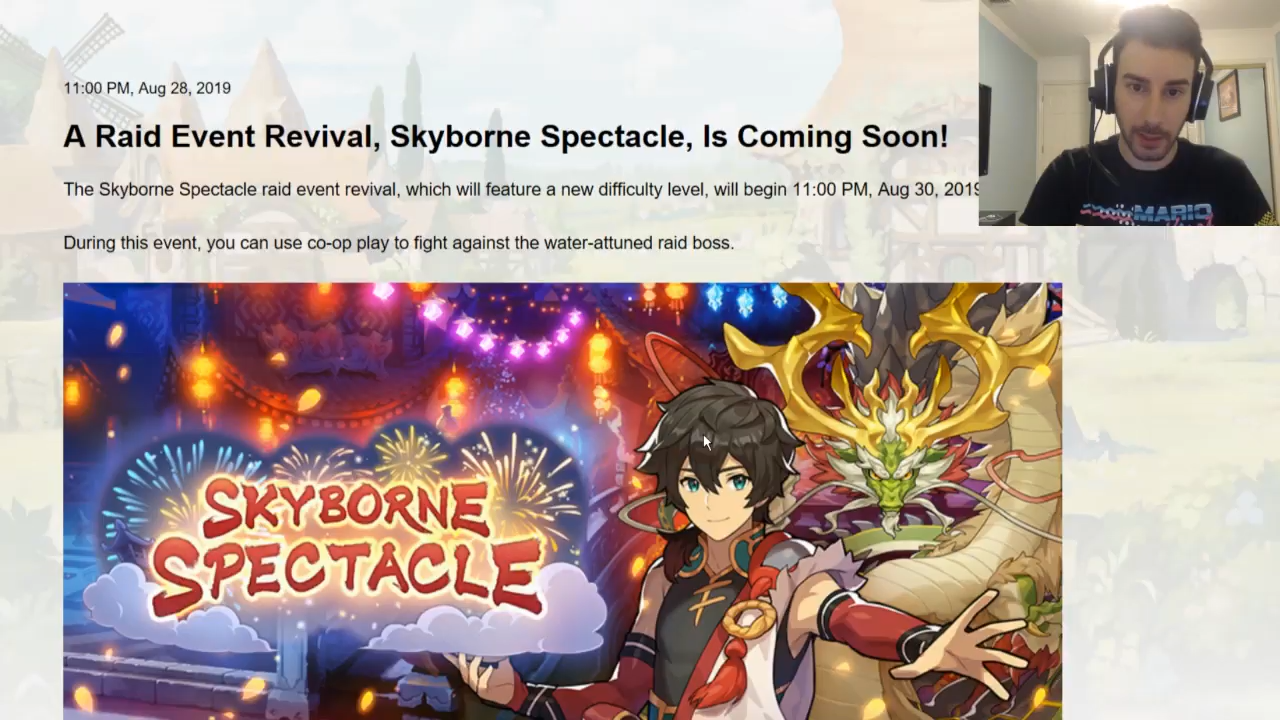 11:00 PM, Aug 28, 2019
A Raid Event Revival, Skyborne Spectacle, Is Coming Soon!
The Skyborne Spectacle raid event revival, which will feature a new difficulty level, will begin 11:00 PM, Aug 30, 2019
During this event, you can use co-op play to fight against the water-attuned raid boss.
SKYBORNE
SPECTACLE
MARIO